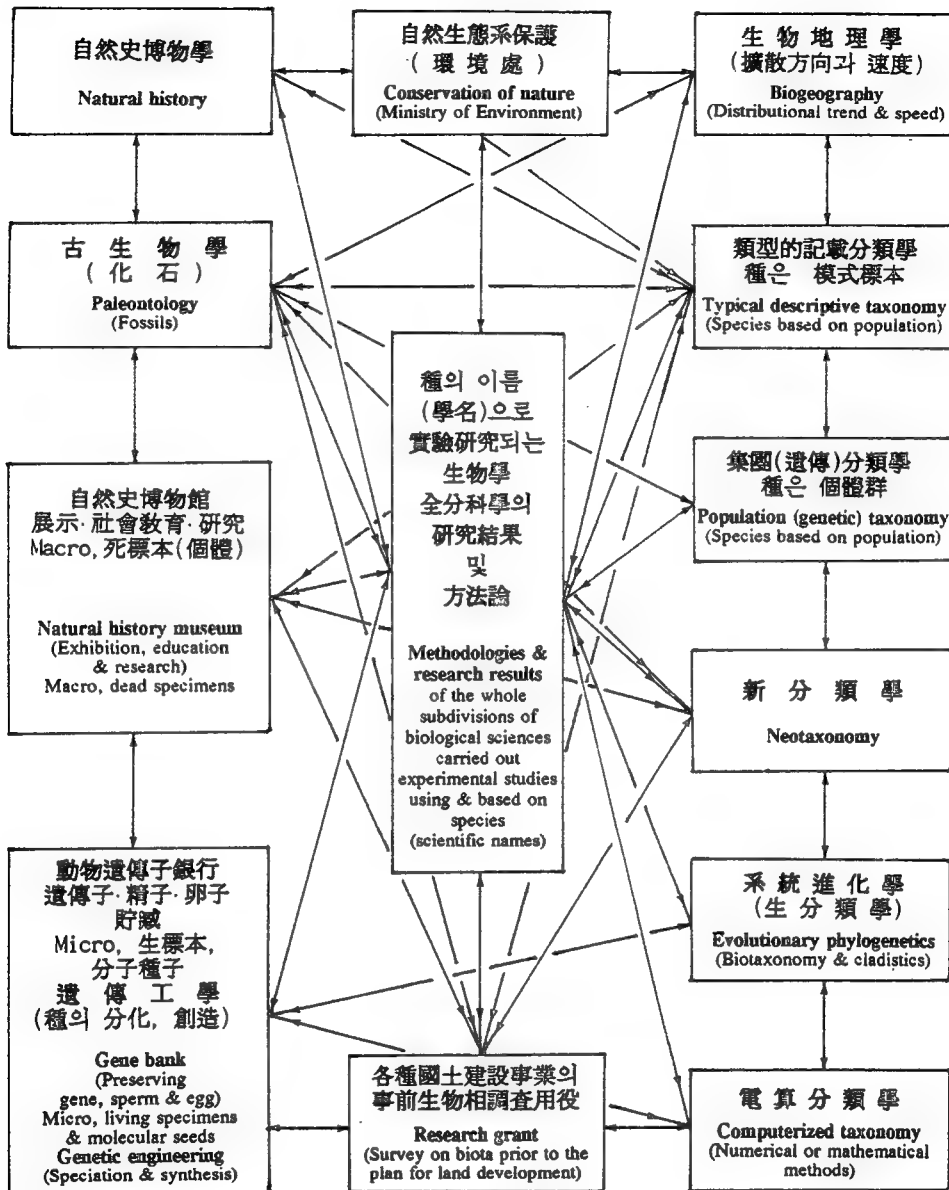 自然史博物學
Natural history
自然生態系保護
(環境處)
Conservation of nature
(Ministry of Environment)
生物地理學
(擴散方向과 速度)
Biogeography
(Distributional trend & speed)
古生物學
(化石)
Paleontology
(Fossils)
類型的記載分類學
種은 模式標本
Typical descriptive taxonomy
(Species based on population)
種의 이름
(學名)으로
實驗研究되는
生物學
全分科學의
研究結果
및
方法論
Methodologies &
research results
of the whole
subdivisions of
biological sciences
carried out
experimental studies
using & based on
species
(scientific names)
集團(遺傳)分類學
種은 個體群
Population (genetic) taxonomy
(Species based on population)
自然史博物館
展示·社會敎育·研究
Macro, 死標本(個體)
Natural history museum
(Exhibition, education
& research)
Macro, dead specimens
新分類學
Neotaxonomy
動物遺傳子銀行
遺傳子·精子·卵子
貯藏
Micro, 生標本,
分子種子
遺傳工學
(種의 分化, 創造)
Gene bank
(Preserving
gene, sperm & egg)
Micro, living specimens
& molecular seeds
Genetic engineering
(Speciation & synthesis)
系統進化學
(生分類學)
Evolutionary phylogenetics
(Biotaxonomy & cladistics)
各種國土建設事業의
事前生物相調査用役
Research grant
(Survey on biota prior to the
plan for land development)
電算分類學
Computerized taxonomy
(Numerical or mathematical
methods)